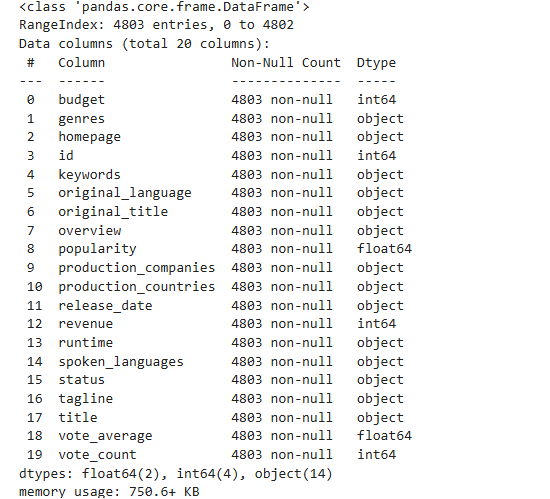 <class 'pandas.core.frame.DataFrame'>
RangeIndex: 4803 entries, 0 to 4802
Data columns (total 20 columns):
 #   Column                Non-Null Count  Dtype
---  ------                --------------  -----
 0   budget                4803 non-null   int64
 1   genres                4803 non-null   object
 2   homepage              4803 non-null   object
 3   id                    4803 non-null   int64
 4   keywords              4803 non-null   object
 5   original_language     4803 non-null   object
 6   original_title        4803 non-null   object
 7   overview              4803 non-null   object
 8   popularity            4803 non-null   float64
 9   production_companies  4803 non-null   object
 10  production_countries  4803 non-null   object
 11  release_date          4803 non-null   object
 12  revenue               4803 non-null   int64
 13  runtime               4803 non-null   object
 14  spoken_languages      4803 non-null   object
 15  status                4803 non-null   object
 16  tagline               4803 non-null   object
 17  title                 4803 non-null   object
 18  vote_average          4803 non-null   float64
 19  vote_count            4803 non-null   int64
dtypes: float64(2), int64(4), object(14)
memory usage: 750.6+ KB